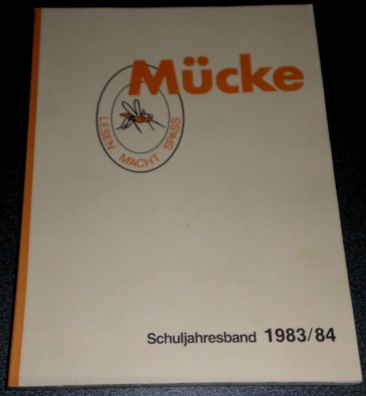 Mücke
LESEN MACHT SPASS
Schuljahresband 1983/84